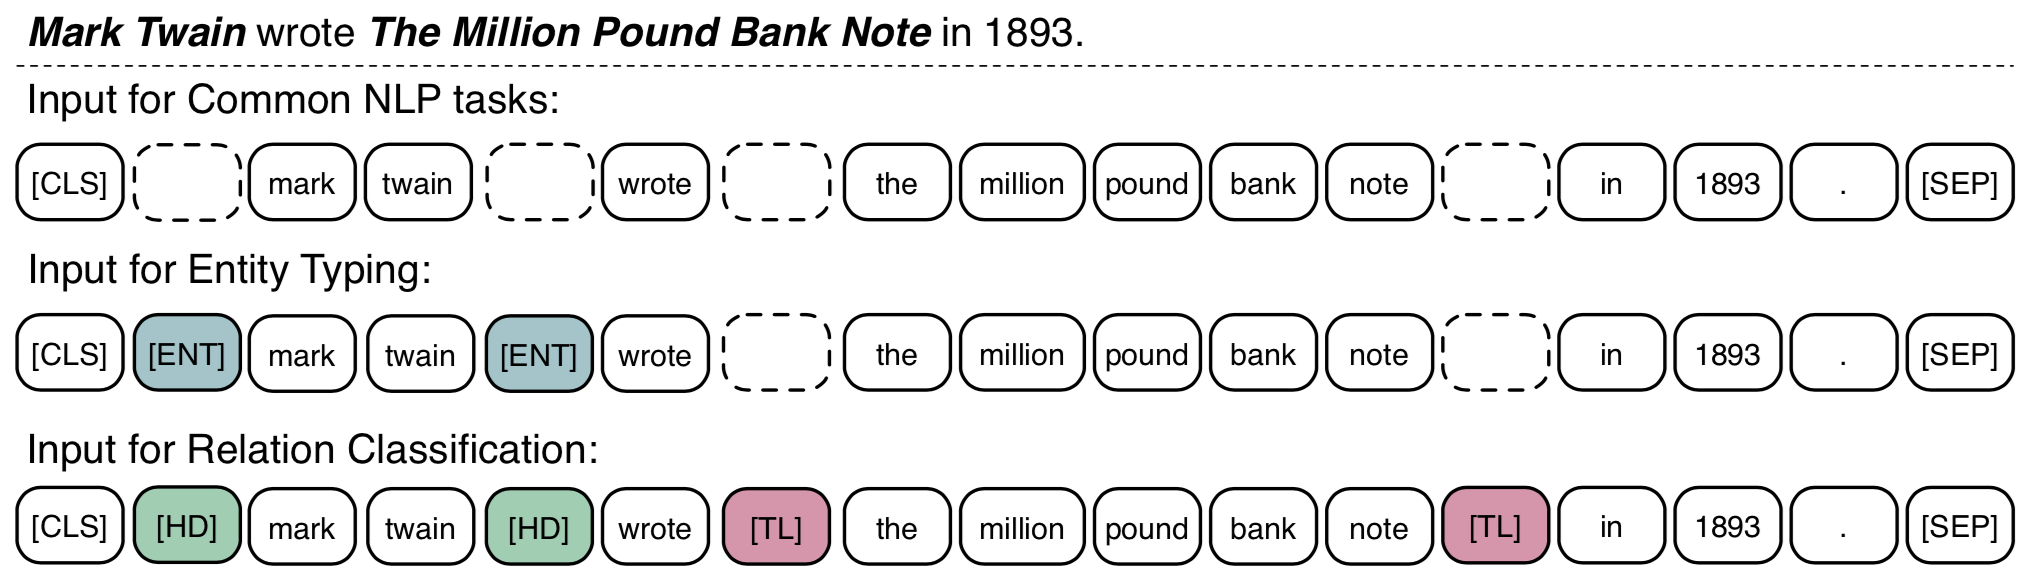 Mark Twain wrote The Million Pound Bank Note in 1893.
Input for Common NLP tasks:
[CLS] mark twain wrote the million pound bank note in 1893 . [SEP]
Input for Entity Typing:
[CLS] [ENT] mark twain [ENT] wrote the million pound bank note in 1893 . [SEP]
Input for Relation Classification:
[CLS] [HD] mark twain [HD] wrote [TL] the million pound bank note [TL] in 1893 . [SEP]